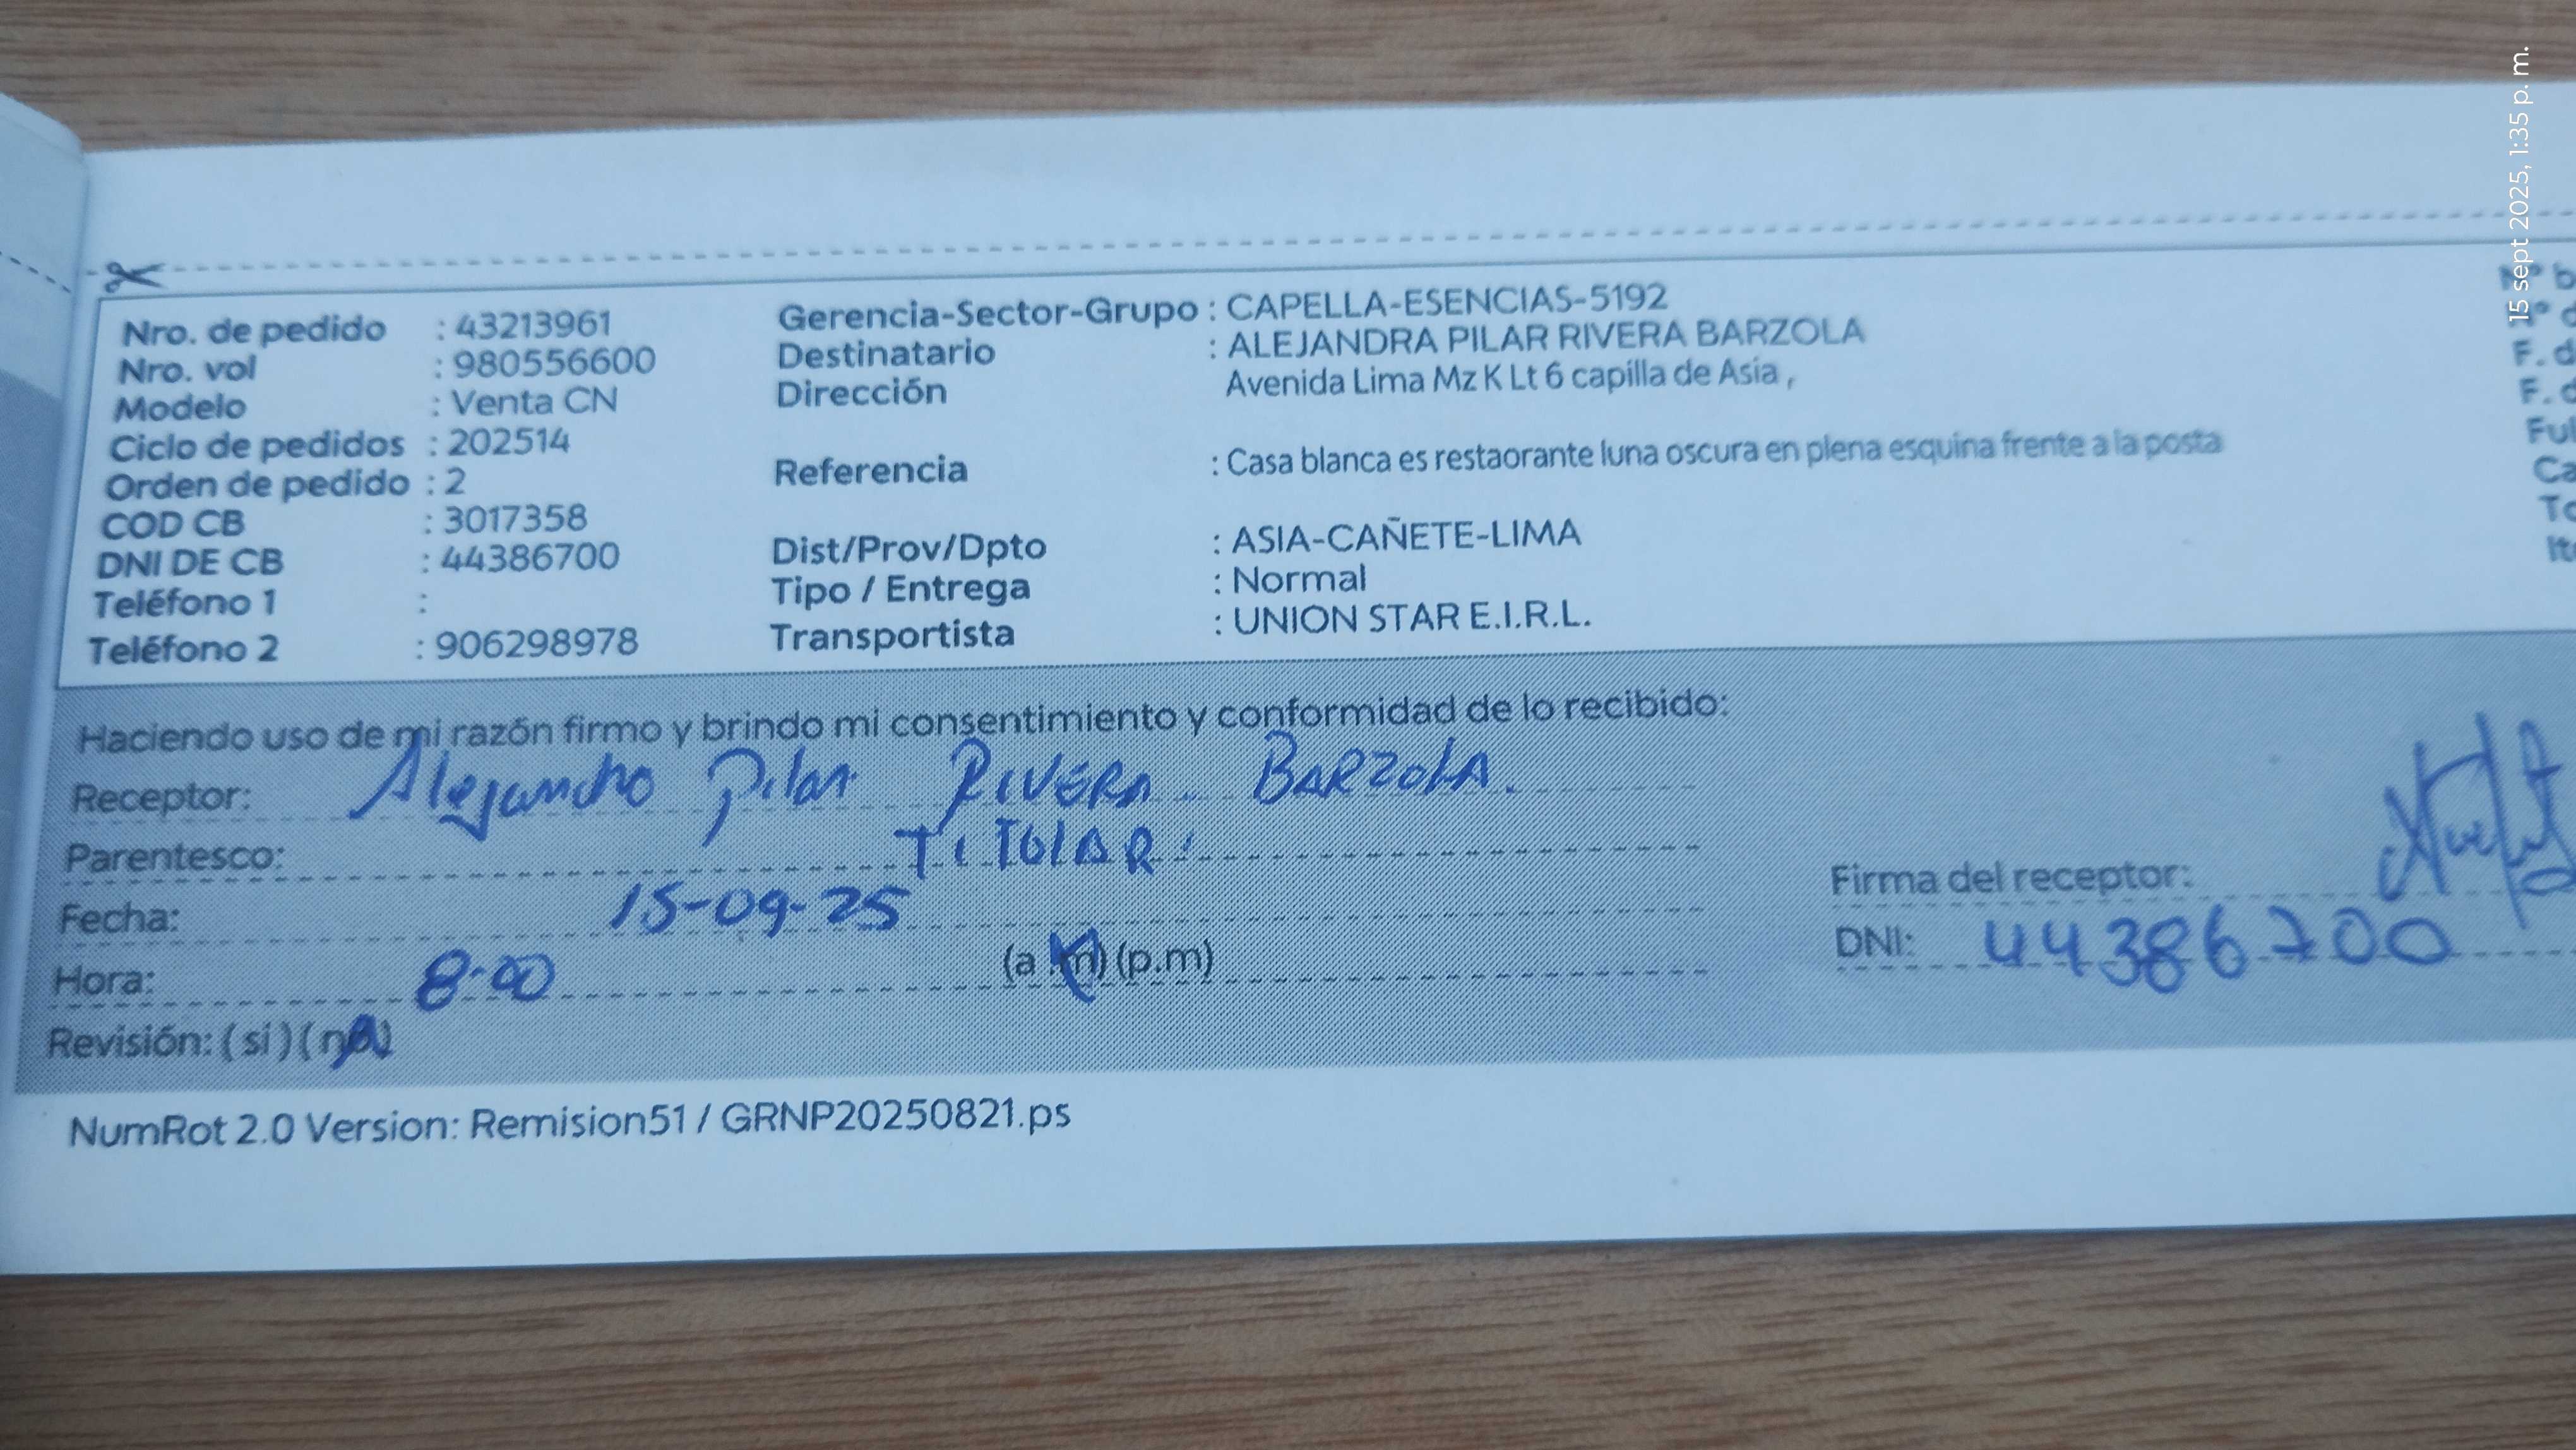 15 sept 2025, 1:35 p. m.
Nro. de pedido : 43213961
Nro. vol : 980556600
Modelo : Venta CN
Ciclo de pedidos : 202514
Orden de pedido : 2
COD CB : 3017358
DNI DE CB : 44386700
Teléfono 1 :
Teléfono 2 : 906298978
Gerencia-Sector-Grupo : CAPELLA-ESENCIAS-5192
Destinatario : ALEJANDRA PILAR RIVERA BARZOLA
Dirección Avenida Lima Mz K Lt 6 capilla de Asia ,
Referencia : Casa blanca es restaorante luna oscura en plena esquina frente a la posta
Dist/Prov/Dpto : ASIA-CAÑETE-LIMA
Tipo / Entrega : Normal
Transportista : UNION STAR E.I.R.L.
F. d
F. d
Ful
Ca
To
Ite
Haciendo uso de mi razón firmo y brindo mi consentimiento y conformidad de lo recibido:
Receptor: Alejandro Pilar RIVERA BARZOLA.
Parentesco: TITULAR
Fecha: 15-09-25
Hora: 8:00 (a.m) (p.m)
Revisión: ( si ) ( no )
Firma del receptor:
DNI: 44386700
NumRot 2.0 Version: Remision51 / GRNP20250821.ps